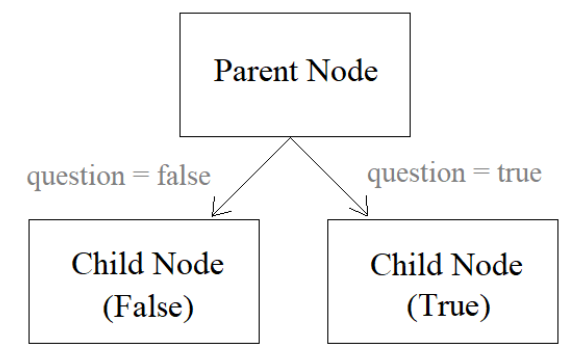 Parent Node
question = false
question = true
Child Node
(False)
Child Node
(True)